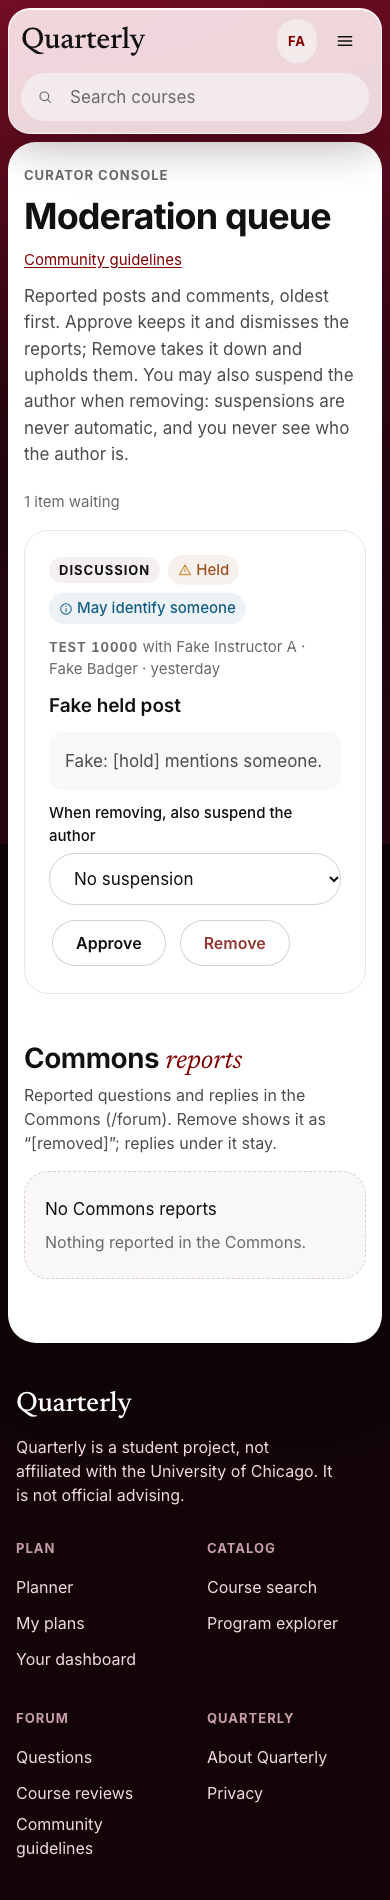 Quarterly
FA
Search courses
CURATOR CONSOLE
Moderation queue
Community guidelines
Reported posts and comments, oldest
first. Approve keeps it and dismisses the
reports; Remove takes it down and
upholds them. You may also suspend the
author when removing: suspensions are
never automatic, and you never see who
the author is.
1 item waiting
DISCUSSION
Held
May identify someone
TEST 10000 with Fake Instructor A ·
Fake Badger · yesterday
Fake held post
Fake: [hold] mentions someone.
When removing, also suspend the
author
No suspension
Approve
Remove
Commons reports
Reported questions and replies in the
Commons (/forum). Remove shows it as
“[removed]”; replies under it stay.
No Commons reports
Nothing reported in the Commons.
Quarterly
Quarterly is a student project, not
affiliated with the University of Chicago. It
is not official advising.
PLAN
Planner
My plans
Your dashboard
CATALOG
Course search
Program explorer
FORUM
Questions
Course reviews
Community
guidelines
QUARTERLY
About Quarterly
Privacy